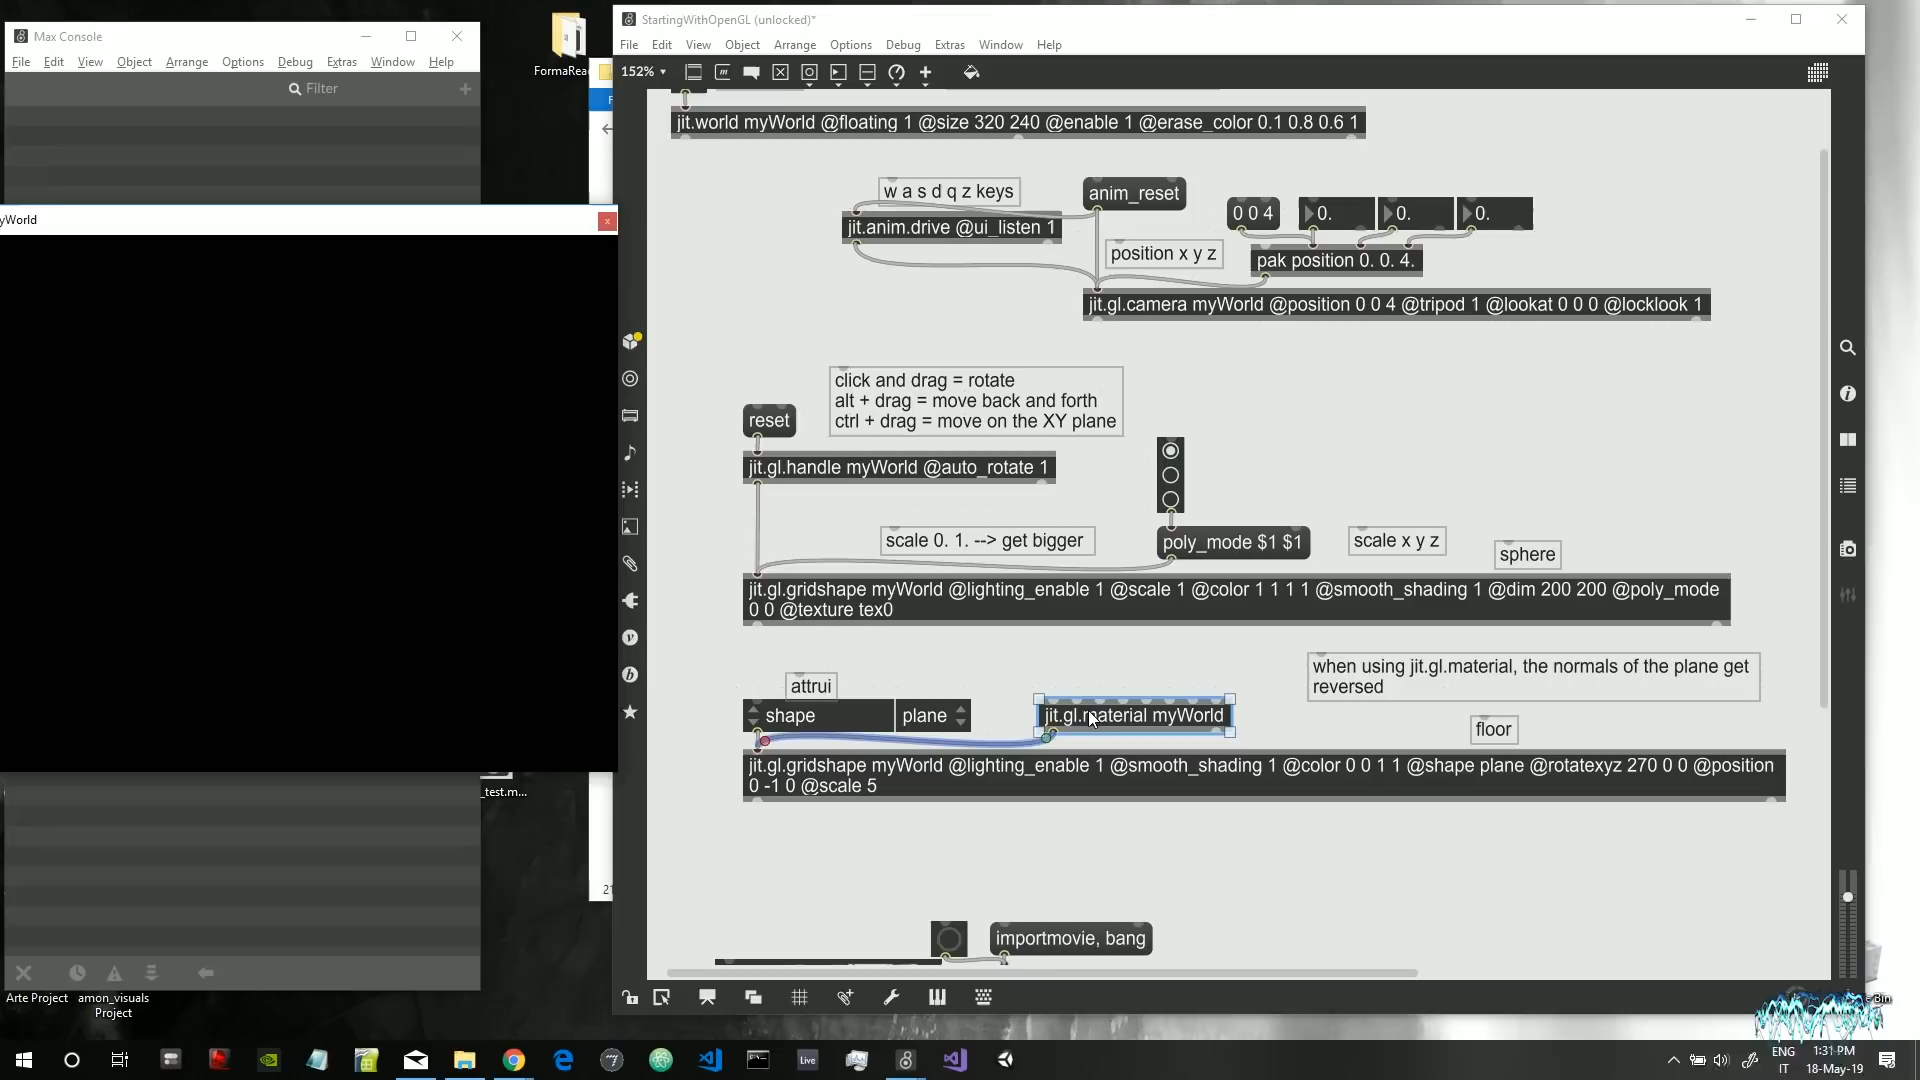 Max Console
File Edit View Object Arrange Options Debug Extras Window Help
Filter
yWorld
FormaRea
F
21
_test.m...
Arte Project
amon_visuals
Project
StartingWithOpenGL (unlocked)*
File Edit View Object Arrange Options Debug Extras Window Help
152%
jit.world myWorld @floating 1 @size 320 240 @enable 1 @erase_color 0.1 0.8 0.6 1
w a s d q z keys
anim_reset
0 0 4
0.
0.
0.
jit.anim.drive @ui_listen 1
position x y z
pak position 0. 0. 4.
jit.gl.camera myWorld @position 0 0 4 @tripod 1 @lookat 0 0 0 @locklook 1
click and drag = rotate
alt + drag = move back and forth
ctrl + drag = move on the XY plane
reset
jit.gl.handle myWorld @auto_rotate 1
scale 0. 1. --> get bigger
poly_mode $1 $1
scale x y z
sphere
jit.gl.gridshape myWorld @lighting_enable 1 @scale 1 @color 1 1 1 1 @smooth_shading 1 @dim 200 200 @poly_mode
0 0 @texture tex0
when using jit.gl.material, the normals of the plane get
reversed
attrui
shape
plane
jit.gl.material myWorld
floor
jit.gl.gridshape myWorld @lighting_enable 1 @smooth_shading 1 @color 0 0 1 1 @shape plane @rotatexyz 270 0 0 @position
0 -1 0 @scale 5
importmovie, bang
Bin
Live
ENG
IT
1:31 PM
18-May-19